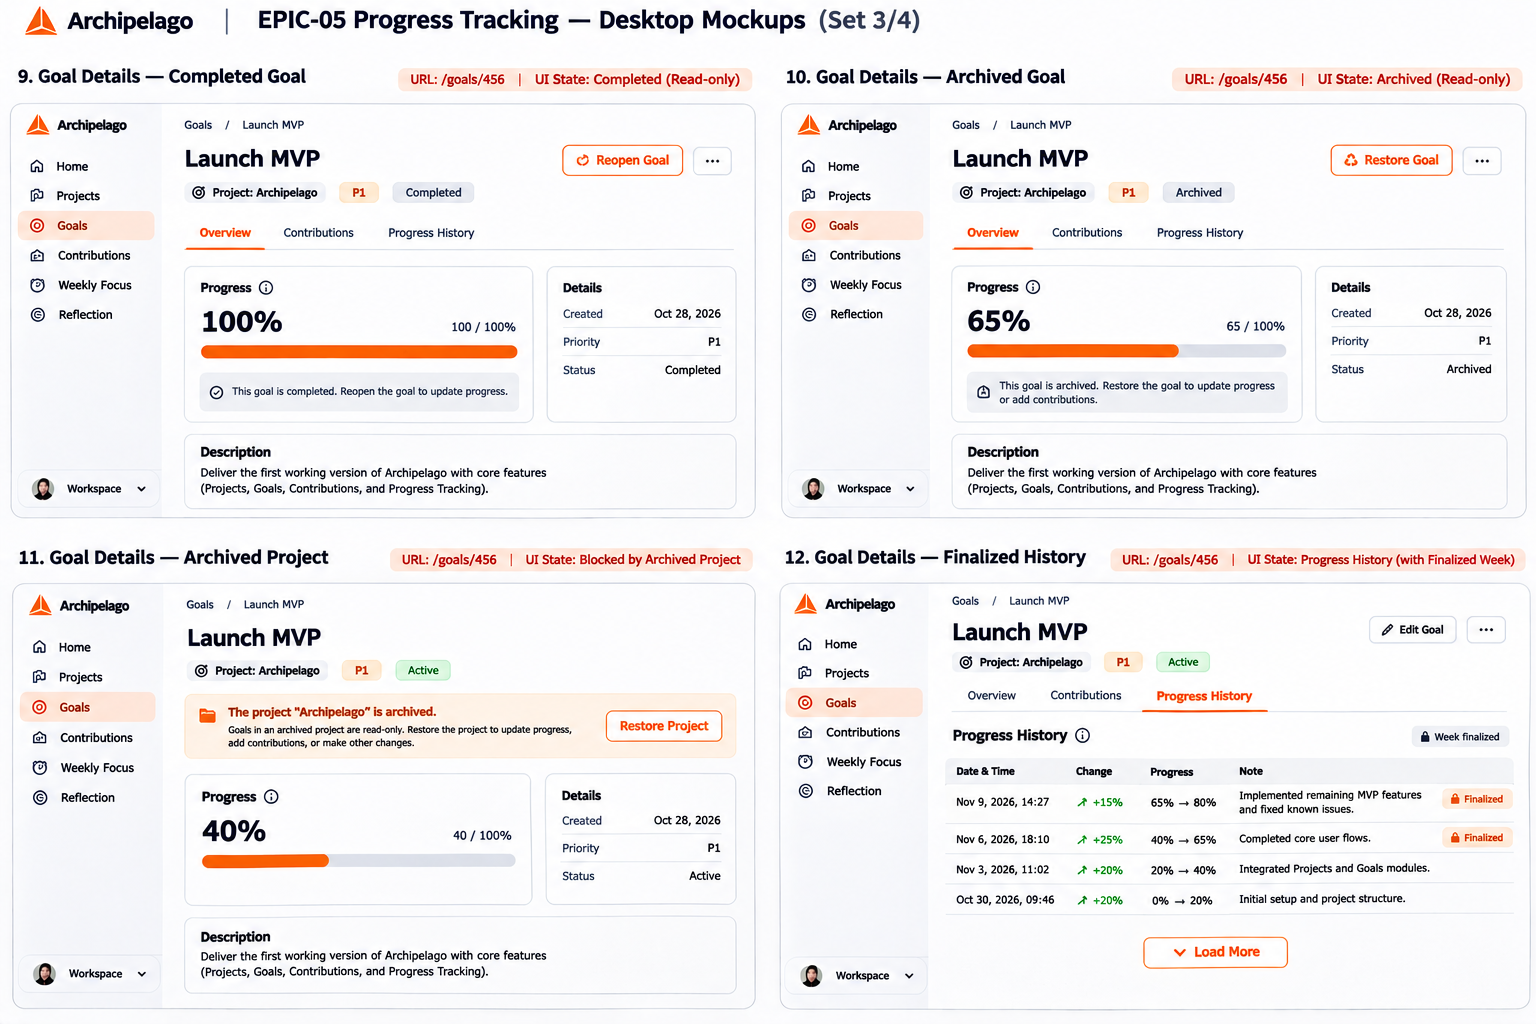 Archipelago | EPIC-05 Progress Tracking — Desktop Mockups (Set 3/4)
9. Goal Details — Completed Goal
URL: /goals/456 | UI State: Completed (Read-only)
Archipelago
Home
Projects
Goals
Contributions
Weekly Focus
Reflection
Workspace
Goals / Launch MVP
Launch MVP
Reopen Goal
...
Project: Archipelago P1 Completed
Overview Contributions Progress History
Progress
100% 100 / 100%
This goal is completed. Reopen the goal to update progress.
Details
Created Oct 28, 2026
Priority P1
Status Completed
Description
Deliver the first working version of Archipelago with core features
(Projects, Goals, Contributions, and Progress Tracking).
10. Goal Details — Archived Goal
URL: /goals/456 | UI State: Archived (Read-only)
Archipelago
Home
Projects
Goals
Contributions
Weekly Focus
Reflection
Workspace
Goals / Launch MVP
Launch MVP
Restore Goal
...
Project: Archipelago P1 Archived
Overview Contributions Progress History
Progress
65% 65 / 100%
This goal is archived. Restore the goal to update progress
or add contributions.
Details
Created Oct 28, 2026
Priority P1
Status Archived
Description
Deliver the first working version of Archipelago with core features
(Projects, Goals, Contributions, and Progress Tracking).
11. Goal Details — Archived Project
URL: /goals/456 | UI State: Blocked by Archived Project
Archipelago
Home
Projects
Goals
Contributions
Weekly Focus
Reflection
Workspace
Goals / Launch MVP
Launch MVP
Project: Archipelago P1 Active
The project "Archipelago" is archived.
Goals in an archived project are read-only. Restore the project to update progress,
add contributions, or make other changes.
Restore Project
Progress
40% 40 / 100%
Details
Created Oct 28, 2026
Priority P1
Status Active
Description
Deliver the first working version of Archipelago with core features
(Projects, Goals, Contributions, and Progress Tracking).
12. Goal Details — Finalized History
URL: /goals/456 | UI State: Progress History (with Finalized Week)
Archipelago
Home
Projects
Goals
Contributions
Weekly Focus
Reflection
Workspace
Goals / Launch MVP
Launch MVP
Edit Goal
...
Project: Archipelago P1 Active
Overview Contributions Progress History
Progress History
Week finalized
Date & Time Change Progress Note
Nov 9, 2026, 14:27 +15% 65% → 80% Implemented remaining MVP features
and fixed known issues.
Finalized
Nov 6, 2026, 18:10 +25% 40% → 65% Completed core user flows. Finalized
Nov 3, 2026, 11:02 +20% 20% → 40% Integrated Projects and Goals modules.
Oct 30, 2026, 09:46 +20% 0% → 20% Initial setup and project structure.
Load More